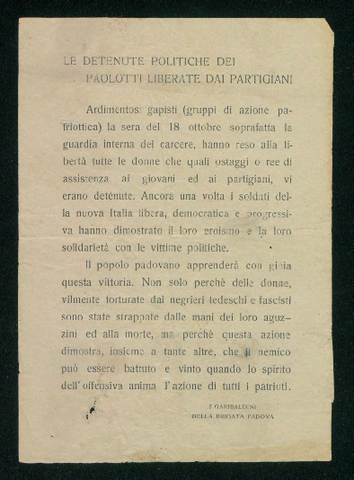 LE DETENUTE POLITICHE DEI
PAOLOTTI LIBERATE DAI PARTIGIANI
Ardimentosi gapisti (gruppi di azione pa-
triottica) la sera del 18 ottobre soprafatta la
guardia interna del carcere, hanno reso alla li-
bertà tutte le donne che quali ostaggi o ree di
assistenza ai giovani ed ai partigiani, vi
erano detenute. Ancora una volta i soldati del-
la nuova Italia libera, democratica e progressi-
va hanno dimostrato il loro eroismo e la loro
solidarietà con le vittime politiche.
Il popolo padovano apprenderà con gioia
questa vittoria. Non solo perchè delle donne,
vilmente torturate dai negrieri tedeschi e fascisti
sono state strappate dalle mani dei loro aguz-
zini ed alla morte, ma perchè questa azione
dimostra, insieme a tante altre, che il nemico
può essere battuto e vinto quando lo spirito
dell'offensiva anima l'azione di tutti i patrioti.
I GARIBALDINI
DELLA BRIGATA PADOVA